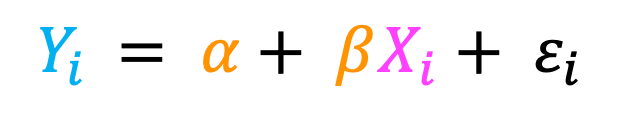 Yᵢ = α + βXᵢ + εᵢ